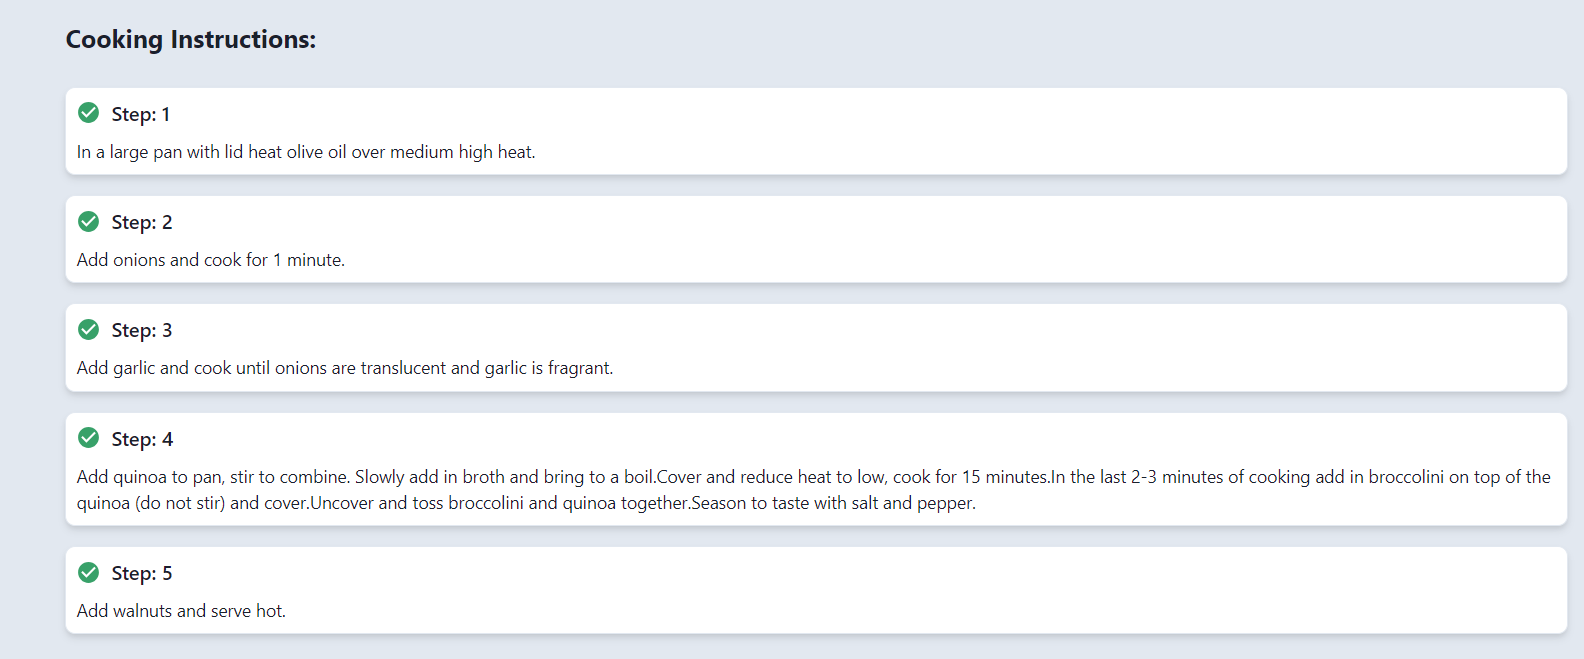 Cooking Instructions:
Step: 1
In a large pan with lid heat olive oil over medium high heat.
Step: 2
Add onions and cook for 1 minute.
Step: 3
Add garlic and cook until onions are translucent and garlic is fragrant.
Step: 4
Add quinoa to pan, stir to combine. Slowly add in broth and bring to a boil.Cover and reduce heat to low, cook for 15 minutes.In the last 2-3 minutes of cooking add in broccolini on top of the
quinoa (do not stir) and cover.Uncover and toss broccolini and quinoa together.Season to taste with salt and pepper.
Step: 5
Add walnuts and serve hot.